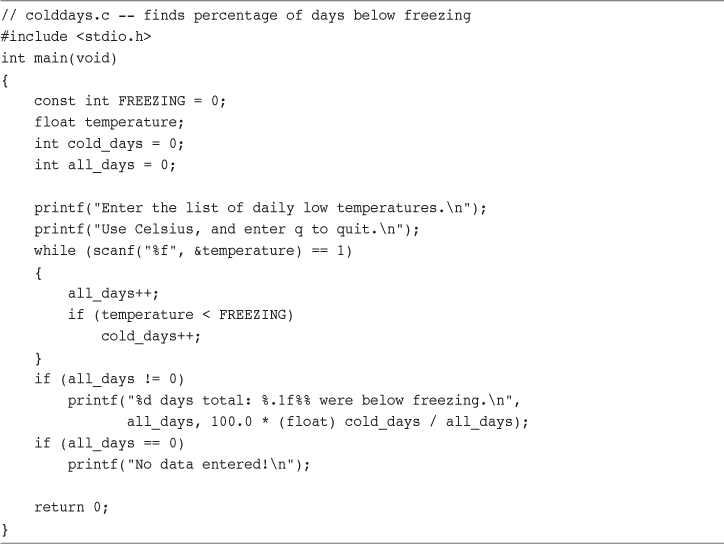 // colddays.c -- finds percentage of days below freezing
#include <stdio.h>
int main(void)
{
    const int FREEZING = 0;
    float temperature;
    int cold_days = 0;
    int all_days = 0;

    printf("Enter the list of daily low temperatures.\n");
    printf("Use Celsius, and enter q to quit.\n");
    while (scanf("%f", &temperature) == 1)
    {
        all_days++;
        if (temperature < FREEZING)
            cold_days++;
    }
    if (all_days != 0)
        printf("%d days total: %.1f%% were below freezing.\n",
               all_days, 100.0 * (float) cold_days / all_days);
    if (all_days == 0)
        printf("No data entered!\n");

    return 0;
}